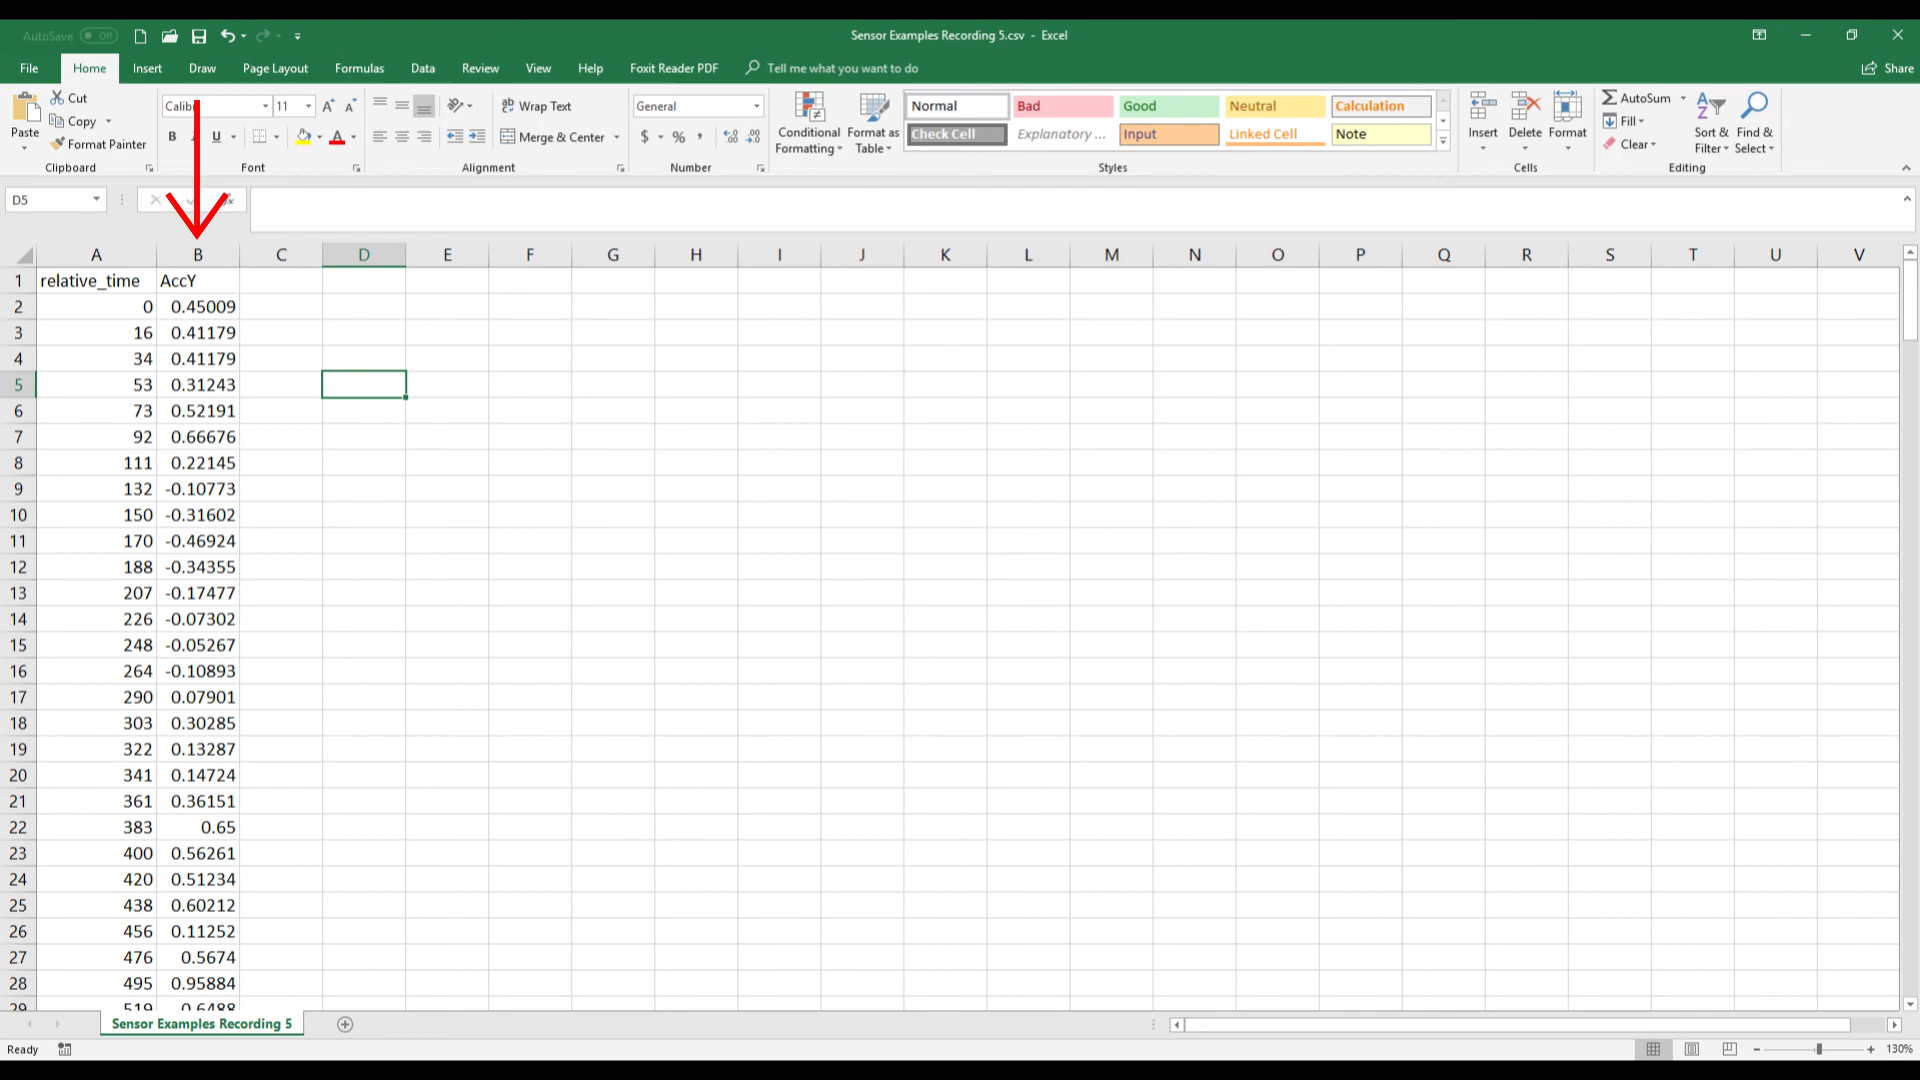 AutoSave Off Sensor Examples Recording 5.csv - Excel
File Home Insert Draw Page Layout Formulas Data Review View Help Foxit Reader PDF Tell me what you want to do Share
Cut Copy Format Painter Paste
Clipboard
11 A A
B U A
Font
Wrap Text
Merge & Center
Alignment
General
$ % ,
Number
Conditional Formatting
Format as Table
Normal Bad Good Neutral Calculation
Check Cell Explanatory ... Input Linked Cell Note
Styles
Insert Delete Format
Cells
AutoSum Fill Clear
Sort & Filter Find & Select
Editing
D5
A B C D E F G H I J K L M N O P Q R S T U V
1 relative_time AccY
2 0 0.45009
3 16 0.41179
4 34 0.41179
5 53 0.31243
6 73 0.52191
7 92 0.66676
8 111 0.22145
9 132 -0.10773
10 150 -0.31602
11 170 -0.46924
12 188 -0.34355
13 207 -0.17477
14 226 -0.07302
15 248 -0.05267
16 264 -0.10893
17 290 0.07901
18 303 0.30285
19 322 0.13287
20 341 0.14724
21 361 0.36151
22 383 0.65
23 400 0.56261
24 420 0.51234
25 438 0.60212
26 456 0.11252
27 476 0.5674
28 495 0.95884
29 519 0.6488
Sensor Examples Recording 5
Ready 130%